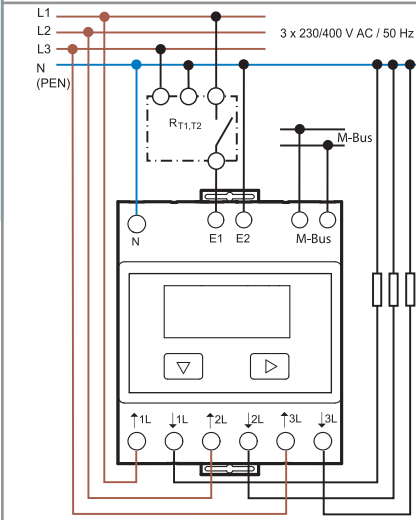 L1
L2
3 x 230/400 V AC / 50 Hz
L3
N
(PEN)
RT1,T2
M-Bus
N
E1
E2
M-Bus
↑1L
↓1L
↑2L
↓2L
↑3L
↓3L